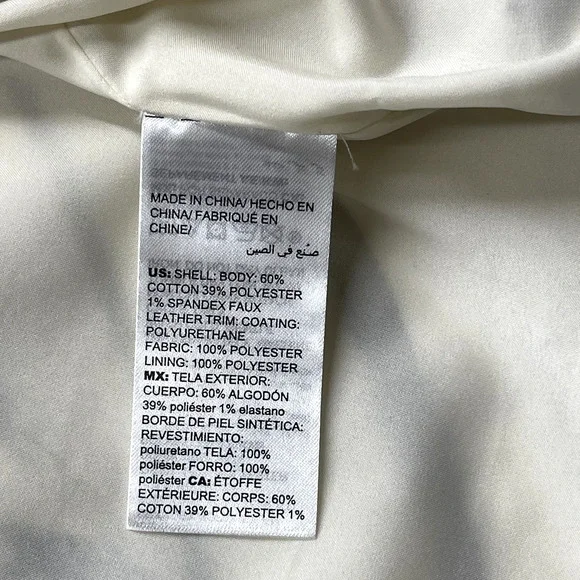 MADE IN CHINA/ HECHO EN
CHINA/ FABRIQUÉ EN
CHINE/
صنع في الصين
US: SHELL: BODY: 60%
COTTON 39% POLYESTER
1% SPANDEX FAUX
LEATHER TRIM: COATING:
POLYURETHANE
FABRIC: 100% POLYESTER
LINING: 100% POLYESTER
MX: TELA EXTERIOR:
CUERPO: 60% ALGODÓN
39% poliéster 1% elastano
BORDE DE PIEL SINTÉTICA:
REVESTIMIENTO:
poliuretano TELA: 100%
poliéster FORRO: 100%
poliéster CA: ÉTOFFE
EXTÉRIEURE: CORPS: 60%
COTON 39% POLYESTER 1%